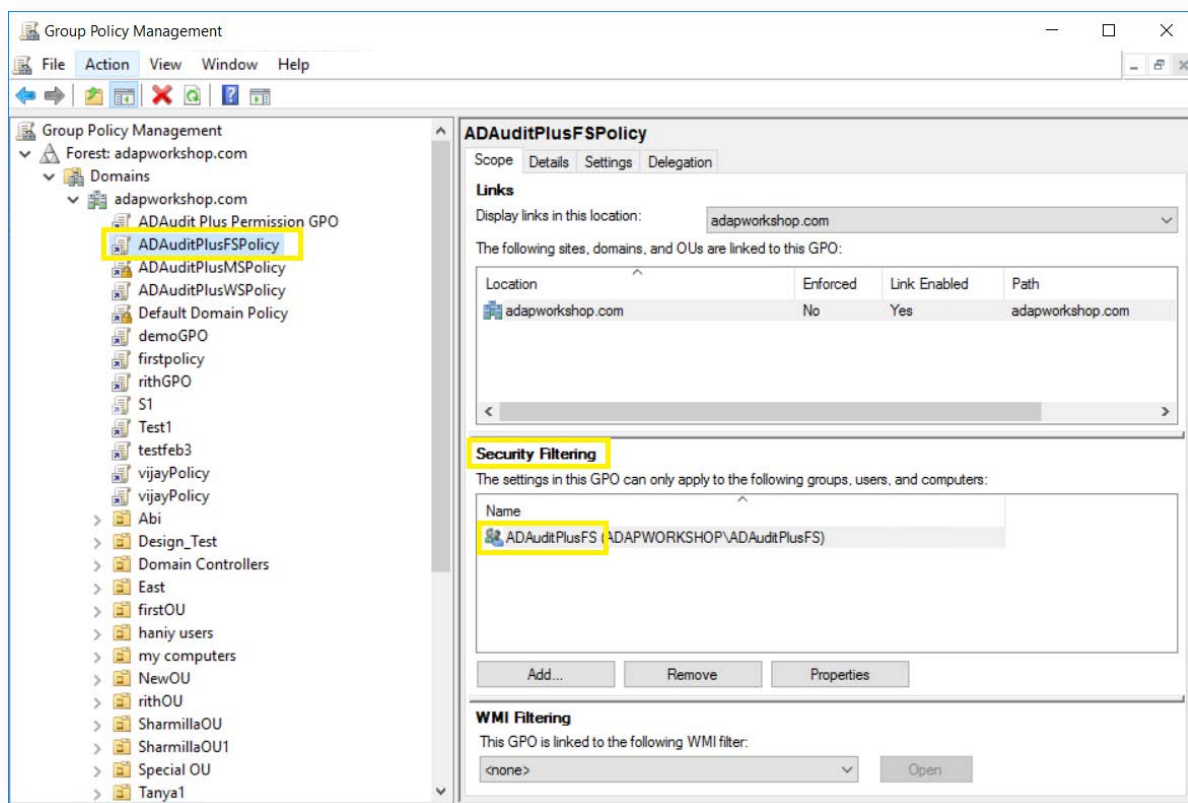 Group Policy Management
File Action View Window Help
Group Policy Management
Forest: adapworkshop.com
Domains
adapworkshop.com
ADAudit Plus Permission GPO
ADAuditPlusFSPolicy
ADAuditPlusMSPolicy
ADAuditPlusWSPolicy
Default Domain Policy
demoGPO
firstpolicy
rithGPO
S1
Test1
testfeb3
vijayPolicy
vijayPolicy
Abi
Design_Test
Domain Controllers
East
firstOU
haniy users
my computers
NewOU
rithOU
SharmillaOU
SharmillaOU1
Special OU
Tanya1
ADAuditPlusFSPolicy
Scope Details Settings Delegation
Links
Display links in this location: adapworkshop.com
The following sites, domains, and OUs are linked to this GPO:
Location Enforced Link Enabled Path
adapworkshop.com No Yes adapworkshop.com
Security Filtering
The settings in this GPO can only apply to the following groups, users, and computers:
Name
ADAuditPlusFS (ADAPWORKSHOP\ADAuditPlusFS)
Add... Remove Properties
WMI Filtering
This GPO is linked to the following WMI filter:
<none> Open